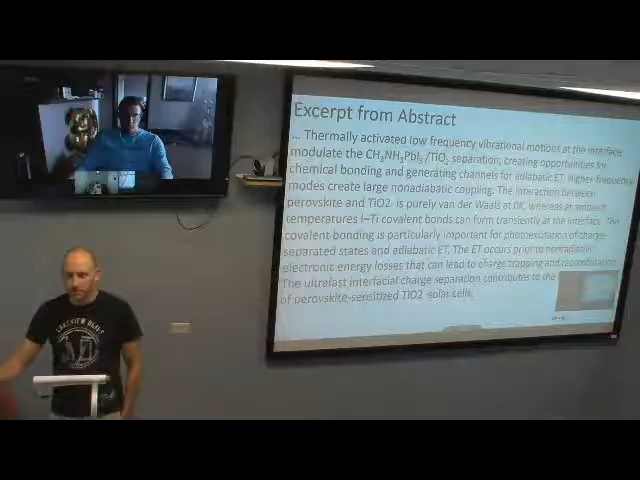 Excerpt from Abstract
... Thermally activated low frequency vibrational motions at the interface
modulate the CH3NH3PbI3/TiO2 separation, creating opportunities for
chemical bonding and generating channels for adiabatic ET. Higher frequency
modes create large nonadiabatic coupling. The interaction between
perovskite and TiO2 is purely van der Waals at 0K, whereas at ambient
temperatures I–Ti covalent bonds can form transiently at the interface. The
covalent bonding is particularly important for photoexcitation of charge-
separated states and adiabatic ET. The ET occurs prior to nonradiative
electronic energy losses that can lead to charge trapping and recombination.
The ultrafast interfacial charge separation contributes to the
of perovskite-sensitized TiO2 solar cells.